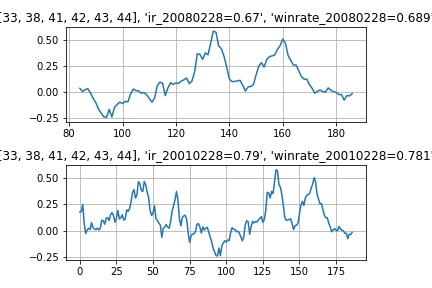 [33, 38, 41, 42, 43, 44], 'ir_20080228=0.67', 'winrate_20080228=0.689'
0.50
0.25
0.00
−0.25
80 100 120 140 160 180
[33, 38, 41, 42, 43, 44], 'ir_20010228=0.79', 'winrate_20010228=0.781'
0.50
0.25
0.00
−0.25
0 25 50 75 100 125 150 175